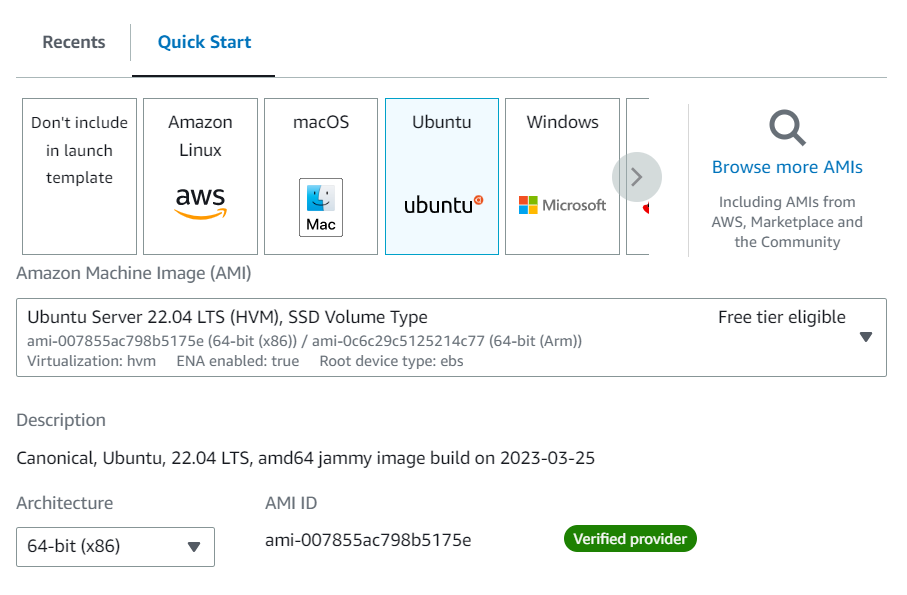 Recents
Quick Start
Don't include
in launch
template
Amazon
Linux
aws
macOS
Mac
Ubuntu
ubuntu
Windows
Microsoft
Browse more AMIs
Including AMIs from
AWS, Marketplace and
the Community
Amazon Machine Image (AMI)
Ubuntu Server 22.04 LTS (HVM), SSD Volume Type
Free tier eligible
ami-007855ac798b5175e (64-bit (x86)) / ami-0c6c29c5125214c77 (64-bit (Arm))
Virtualization: hvm ENA enabled: true Root device type: ebs
Description
Canonical, Ubuntu, 22.04 LTS, amd64 jammy image build on 2023-03-25
Architecture
AMI ID
64-bit (x86)
ami-007855ac798b5175e
Verified provider